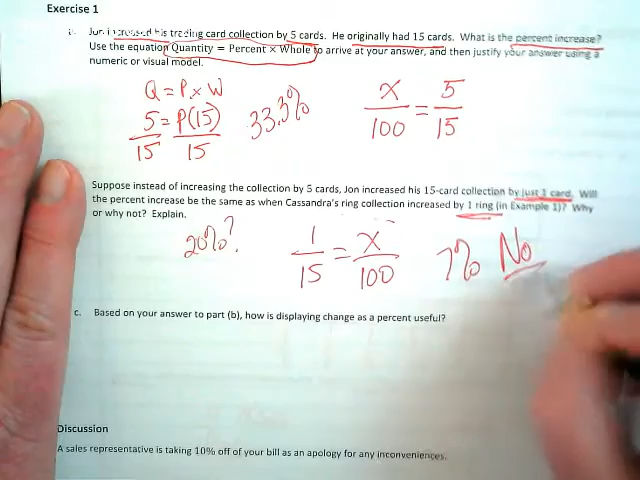 Exercise 1
Jon increased his trading card collection by 5 cards. He originally had 15 cards. What is the percent increase?
Use the equation Quantity = Percent × Whole to arrive at your answer, and then justify your answer using a
numeric or visual model.
Q = P × W
5 = P(15)
15 15
33.3%
x/100 = 5/15
Suppose instead of increasing the collection by 5 cards, Jon increased his 15-card collection by just 1 card. Will
the percent increase be the same as when Cassandra's ring collection increased by 1 ring (in Example 1)? Why
or why not? Explain.
20%?
1/15 = x/100
7% No
c. Based on your answer to part (b), how is displaying change as a percent useful?
Discussion
A sales representative is taking 10% off of your bill as an apology for any inconveniences.